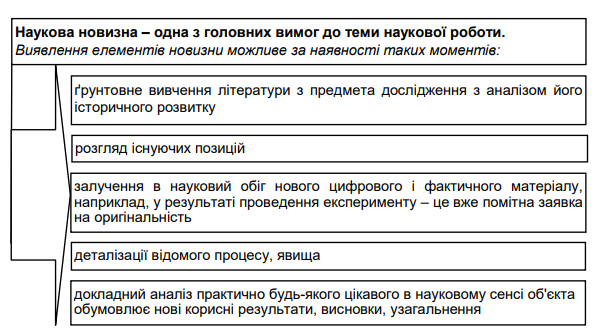 Наукова новизна – одна з головних вимог до теми наукової роботи.
Виявлення елементів новизни можливе за наявності таких моментів:
ґрунтовне вивчення літератури з предмета дослідження з аналізом його
історичного розвитку
розгляд існуючих позицій
залучення в науковий обіг нового цифрового і фактичного матеріалу,
наприклад, у результаті проведення експерименту – це вже помітна заявка
на оригінальність
деталізації відомого процесу, явища
докладний аналіз практично будь-якого цікавого в науковому сенсі об'єкта
обумовлює нові корисні результати, висновки, узагальнення